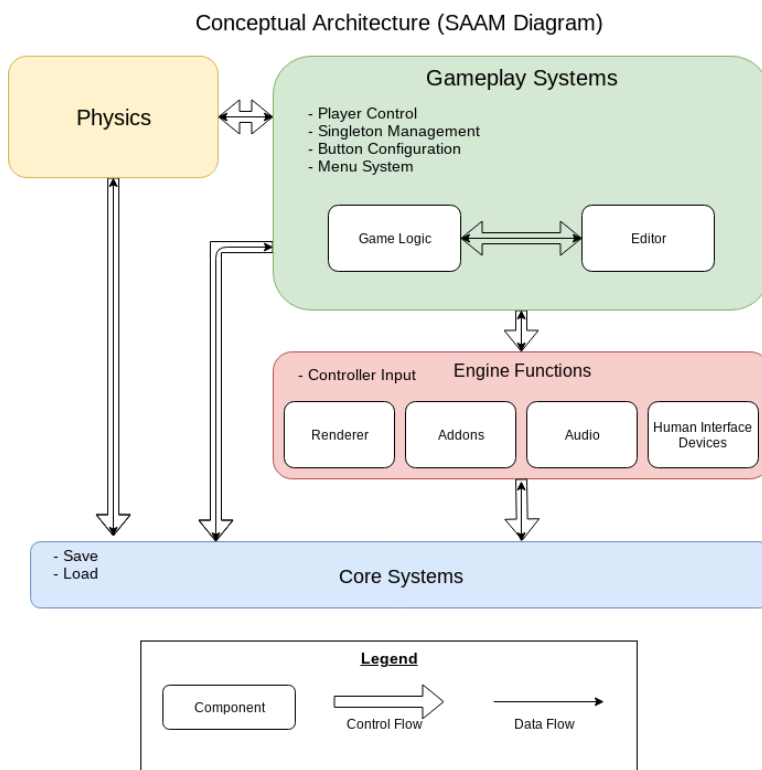 Conceptual Architecture (SAAM Diagram)
Physics
Gameplay Systems
- Player Control
- Singleton Management
- Button Configuration
- Menu System
Game Logic
Editor
- Controller Input
Engine Functions
Renderer
Addons
Audio
Human Interface
Devices
- Save
- Load
Core Systems
Legend
Component
Control Flow
Data Flow